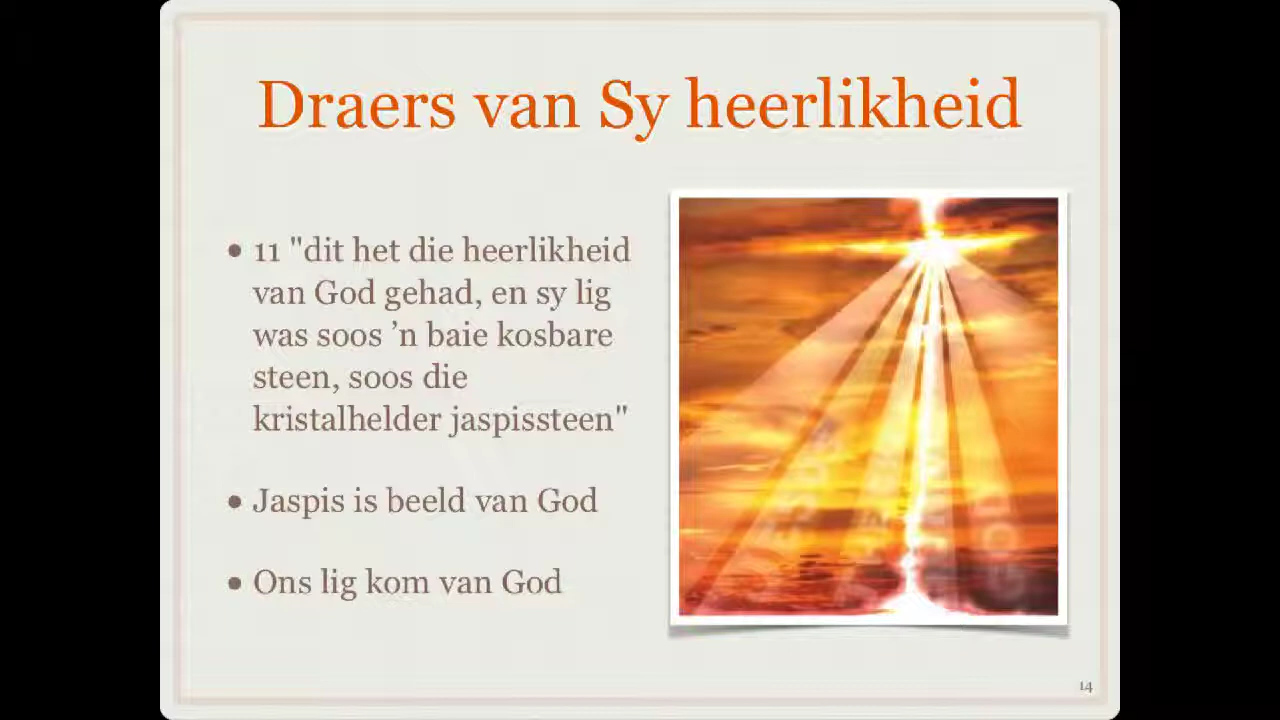 Draers van Sy heerlikheid
• 11 "dit het die heerlikheid
van God gehad, en sy lig
was soos ’n baie kosbare
steen, soos die
kristalhelder jaspissteen"
• Jaspis is beeld van God
• Ons lig kom van God
14